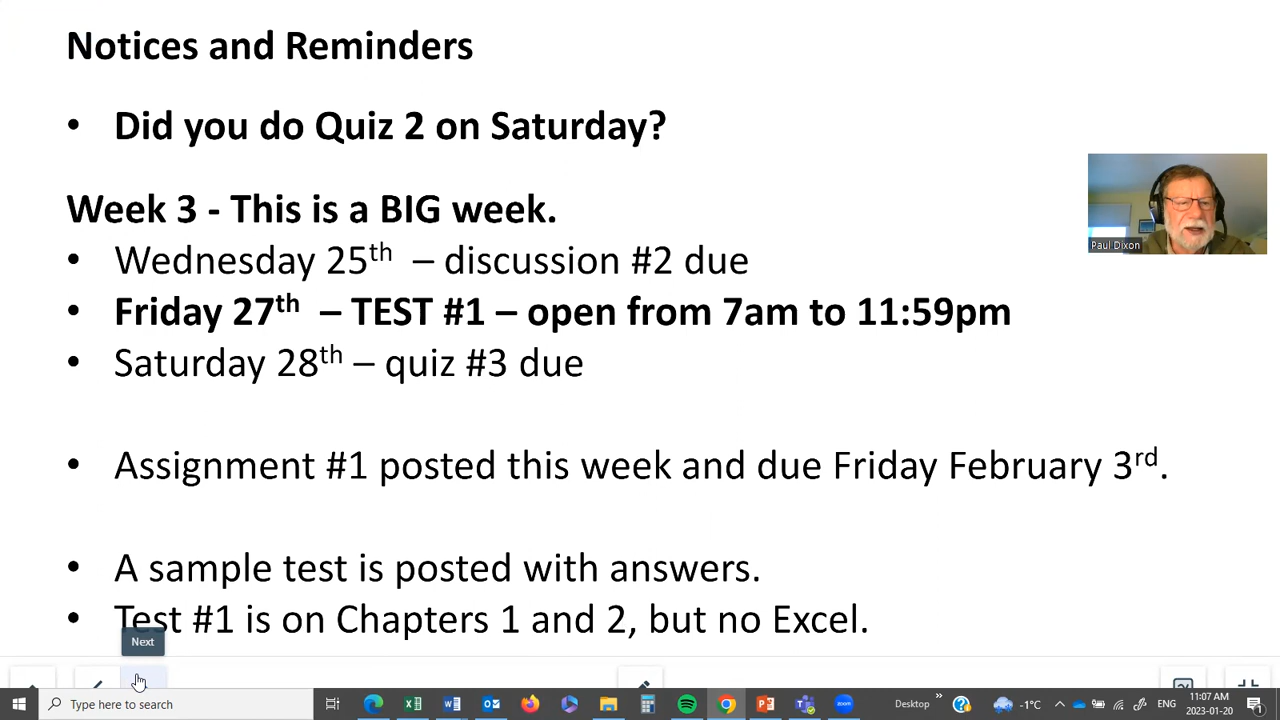 Notices and Reminders
• Did you do Quiz 2 on Saturday?
Week 3 - This is a BIG week.
• Wednesday 25th – discussion #2 due
• Friday 27th – TEST #1 – open from 7am to 11:59pm
• Saturday 28th – quiz #3 due
• Assignment #1 posted this week and due Friday February 3rd.
• A sample test is posted with answers.
• Test #1 is on Chapters 1 and 2, but no Excel.
Paul Dixon
Next
Type here to search
Desktop
-1°C
ENG
11:07 AM
2023-01-20